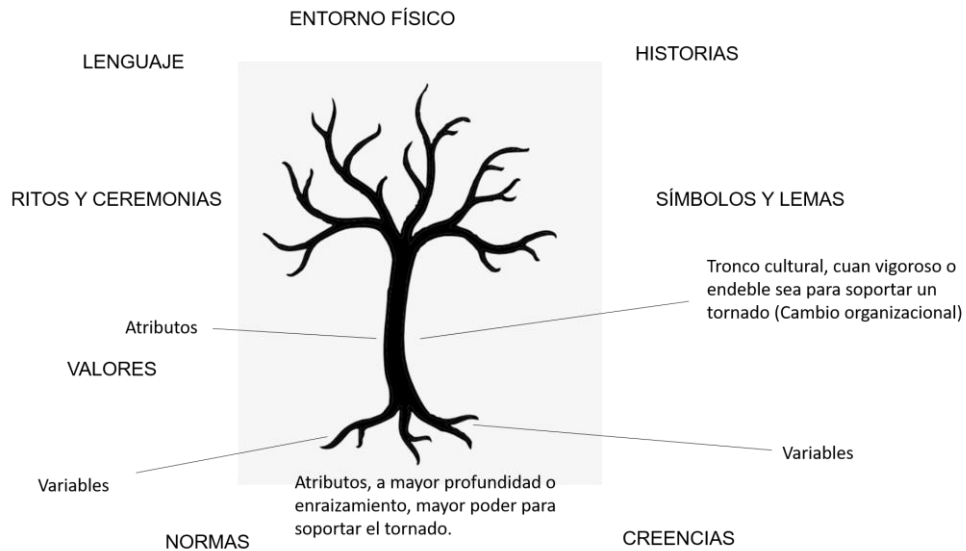 ENTORNO FÍSICO
LENGUAJE
HISTORIAS
RITOS Y CEREMONIAS
SÍMBOLOS Y LEMAS
Tronco cultural, cuan vigoroso o
endeble sea para soportar un
tornado (Cambio organizacional)
Atributos
VALORES
Variables
Variables
Atributos, a mayor profundidad o
enraizamiento, mayor poder para
soportar el tornado.
NORMAS
CREENCIAS